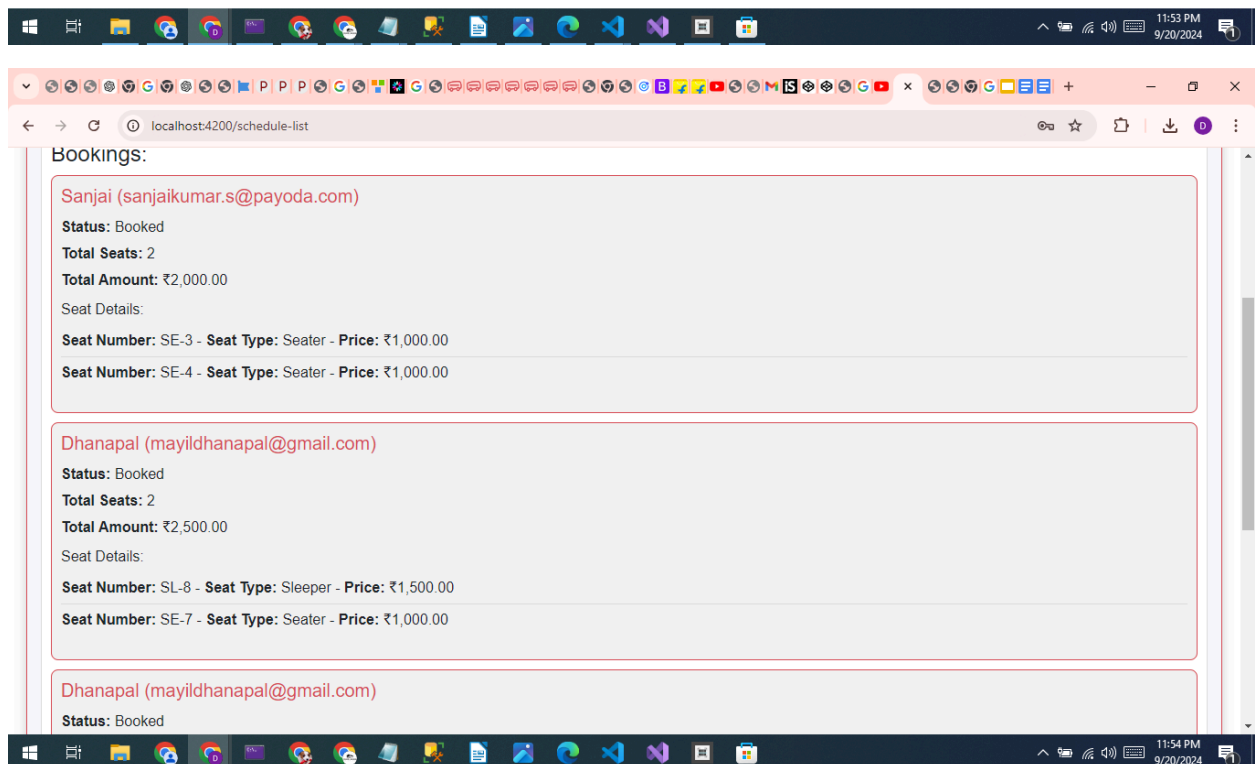 11:53 PM
9/20/2024
localhost:4200/schedule-list
Bookings:
Sanjai (sanjaikumar.s@payoda.com)
Status: Booked
Total Seats: 2
Total Amount: ₹2,000.00
Seat Details:
Seat Number: SE-3 - Seat Type: Seater - Price: ₹1,000.00
Seat Number: SE-4 - Seat Type: Seater - Price: ₹1,000.00
Dhanapal (mayildhanapal@gmail.com)
Status: Booked
Total Seats: 2
Total Amount: ₹2,500.00
Seat Details:
Seat Number: SL-8 - Seat Type: Sleeper - Price: ₹1,500.00
Seat Number: SE-7 - Seat Type: Seater - Price: ₹1,000.00
Dhanapal (mayildhanapal@gmail.com)
Status: Booked
11:54 PM
9/20/2024